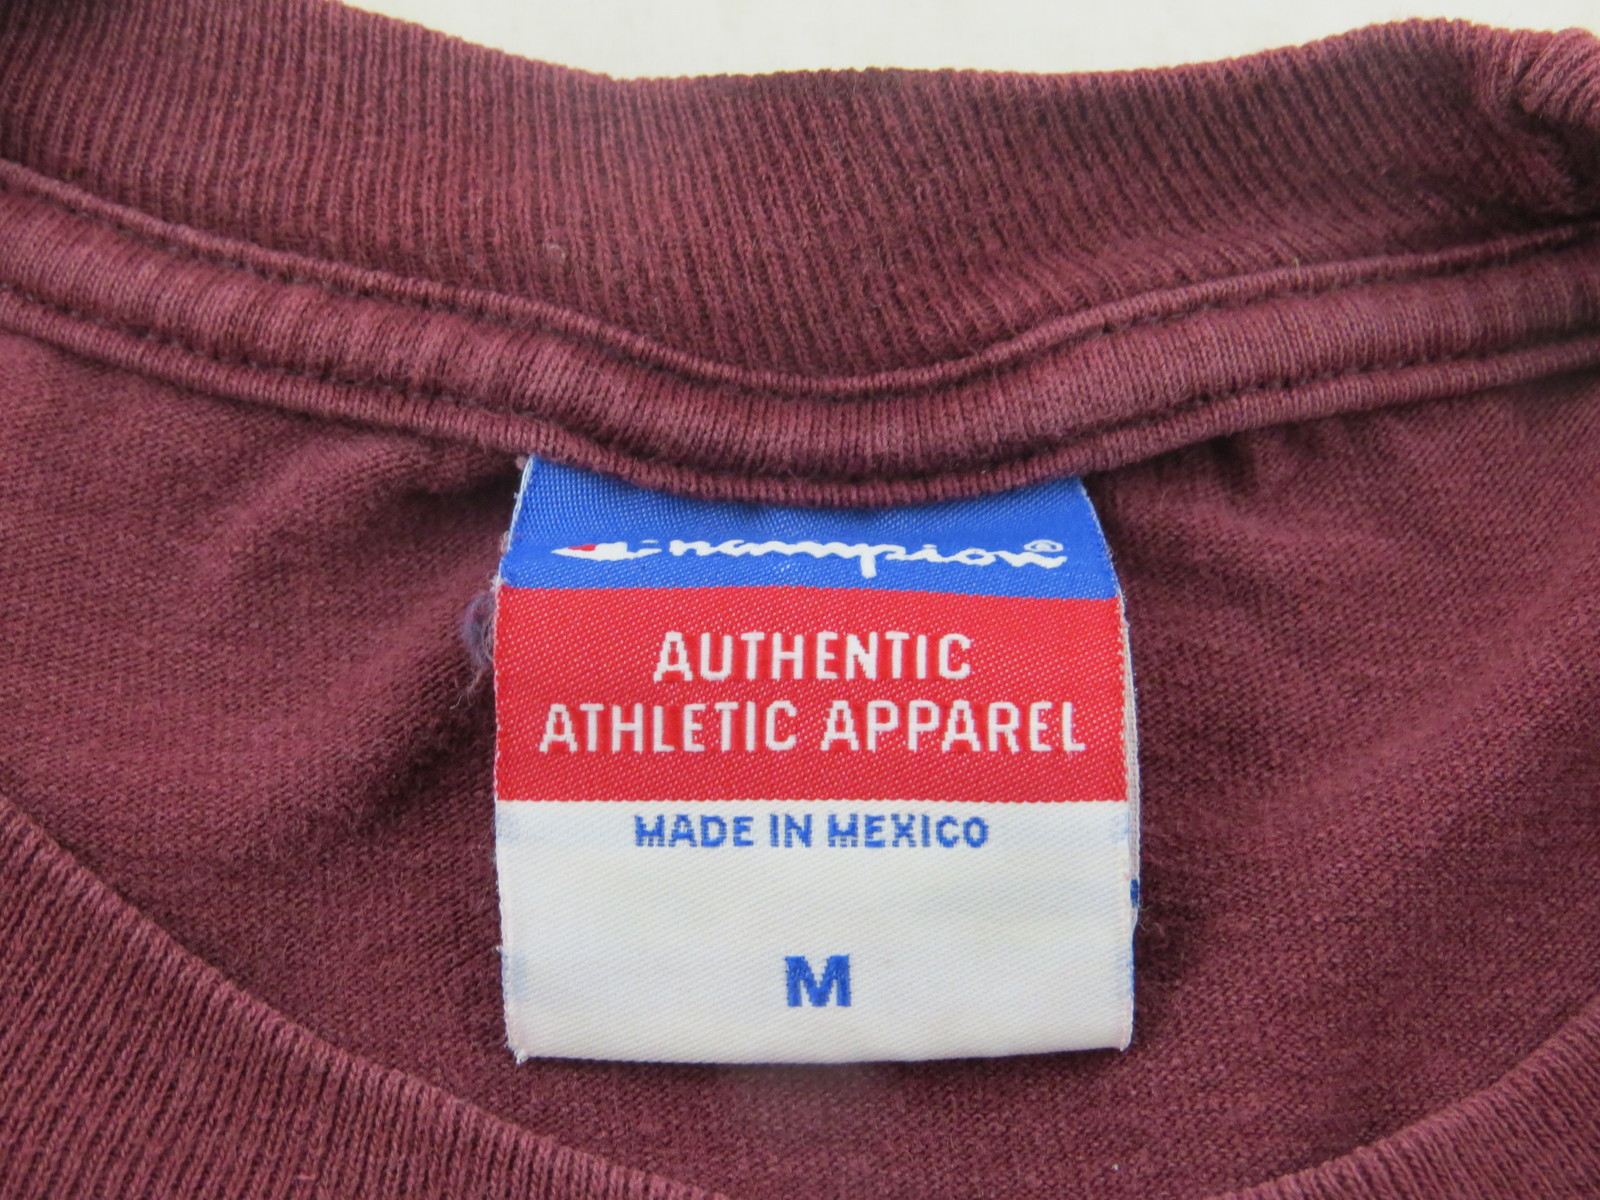 Champion®
AUTHENTIC
ATHLETIC APPAREL
MADE IN MEXICO
M